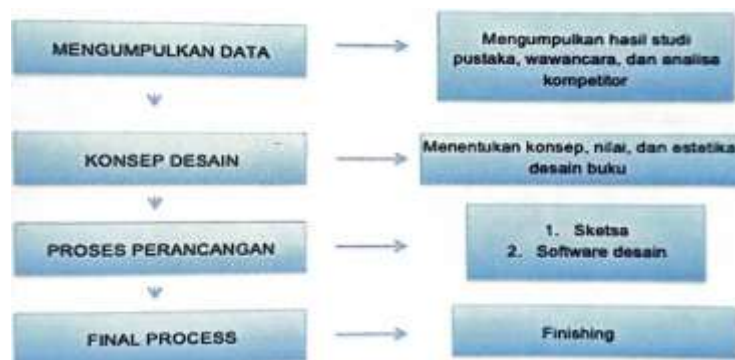 MENGUMPULKAN DATA
Mengumpulkan hasil studi
pustaka, wawancara, dan analisa
kompetitor
KONSEP DESAIN
Menentukan konsep, nilai, dan estetika
desain buku
PROSES PERANCANGAN
1. Sketsa
2. Software desain
FINAL PROCESS
Finishing